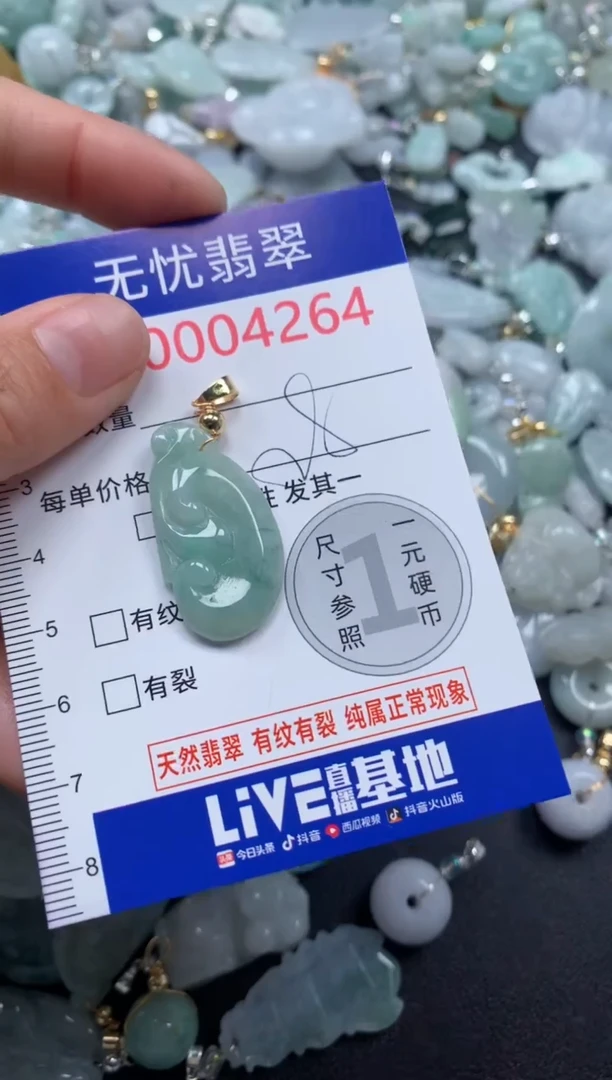 无忧翡翠
0004264
数量
每单价格
性 发其一
有纹
有裂
尺寸参照
1
一元硬币
天然翡翠 有纹有裂 纯属正常现象
LiVE直播基地
今日头条 抖音 西瓜视频 抖音火山版
3
4
5
6
7
8